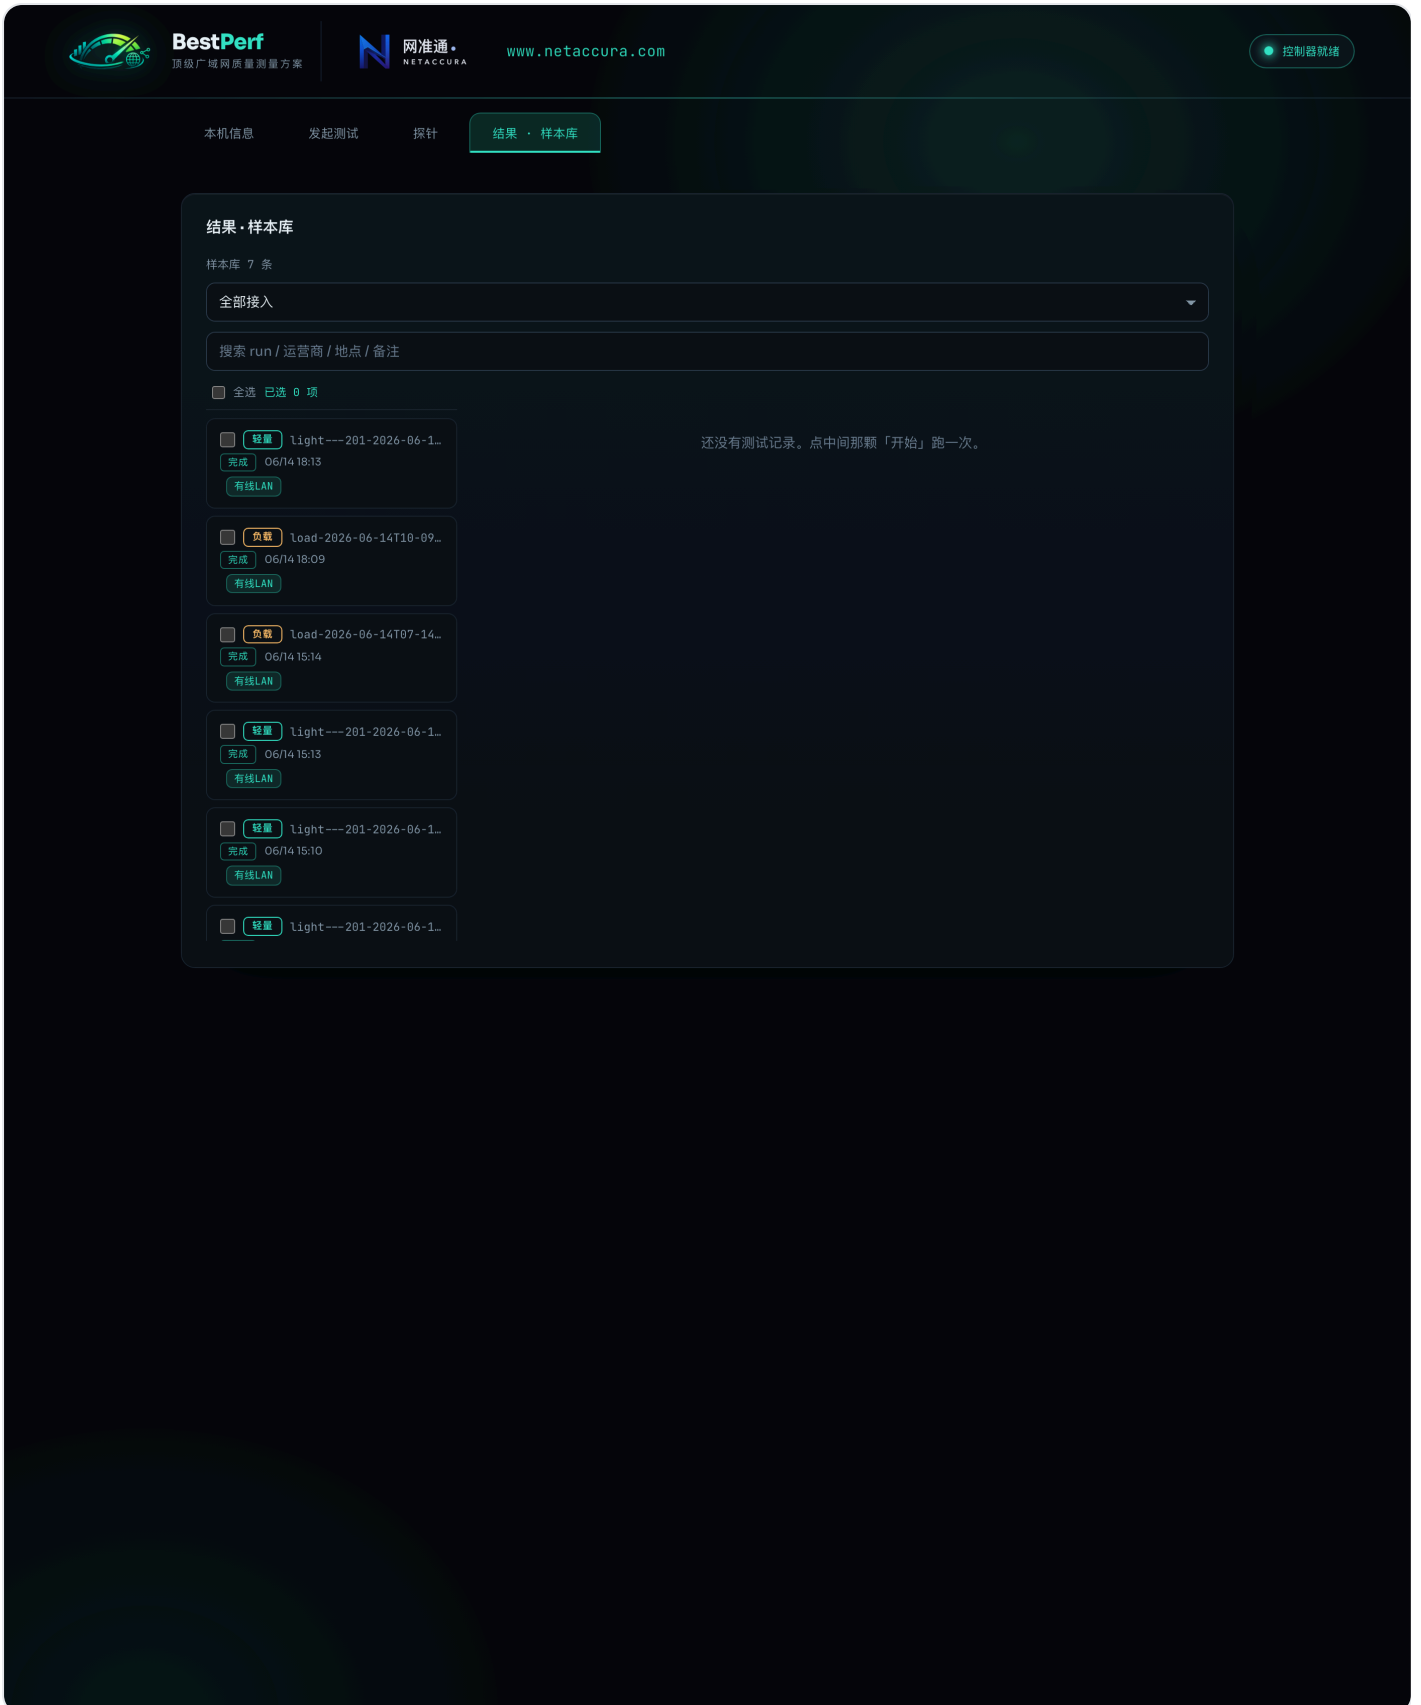 BestPerf
顶级广域网质量测量方案
网准通
NETACCURA
www.netaccura.com
控制器就绪
本机信息
发起测试
探针
结果 · 样本库
结果·样本库
样本库 7 条
全部接入
搜索 run / 运营商 / 地点 / 备注
全选 已选 0 项
还没有测试记录。点中间那颗「开始」跑一次。
轻量 light---201-2026-06-1…
完成 06/14 18:13
有线LAN
负载 load-2026-06-14T10-09…
完成 06/14 18:09
有线LAN
负载 load-2026-06-14T07-14…
完成 06/14 15:14
有线LAN
轻量 light---201-2026-06-1…
完成 06/14 15:13
有线LAN
轻量 light---201-2026-06-1…
完成 06/14 15:10
有线LAN
轻量 light---201-2026-06-1…